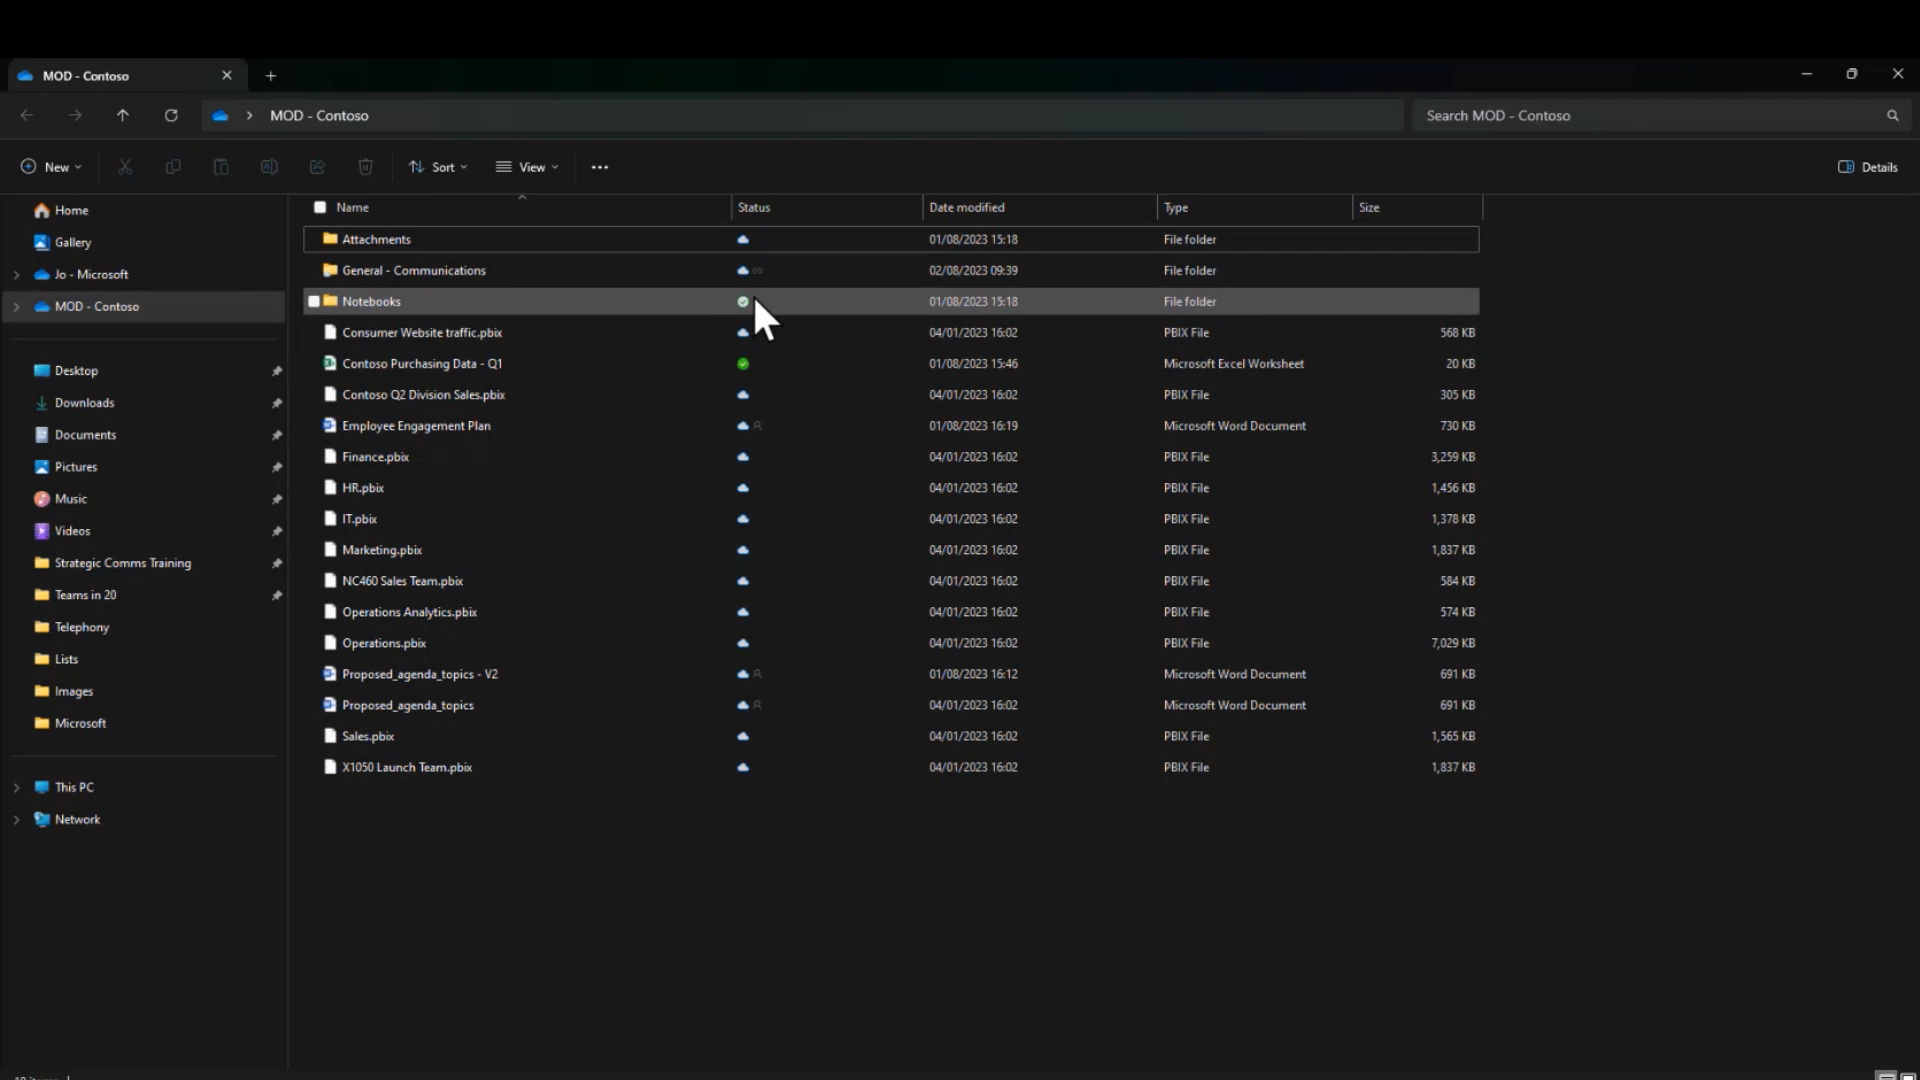 MOD - Contoso
MOD - Contoso
Search MOD - Contoso
New
Sort
View
Details
Home
Gallery
Jo - Microsoft
MOD - Contoso
Desktop
Downloads
Documents
Pictures
Music
Videos
Strategic Comms Training
Teams in 20
Telephony
Lists
Images
Microsoft
This PC
Network
Name Status Date modified Type Size
Attachments 01/08/2023 15:18 File folder
General - Communications 02/08/2023 09:39 File folder
Notebooks 01/08/2023 15:18 File folder
Consumer Website traffic.pbix 04/01/2023 16:02 PBIX File 568 KB
Contoso Purchasing Data - Q1 01/08/2023 15:46 Microsoft Excel Worksheet 20 KB
Contoso Q2 Division Sales.pbix 04/01/2023 16:02 PBIX File 305 KB
Employee Engagement Plan 01/08/2023 16:19 Microsoft Word Document 730 KB
Finance.pbix 04/01/2023 16:02 PBIX File 3,259 KB
HR.pbix 04/01/2023 16:02 PBIX File 1,456 KB
IT.pbix 04/01/2023 16:02 PBIX File 1,378 KB
Marketing.pbix 04/01/2023 16:02 PBIX File 1,837 KB
NC460 Sales Team.pbix 04/01/2023 16:02 PBIX File 584 KB
Operations Analytics.pbix 04/01/2023 16:02 PBIX File 574 KB
Operations.pbix 04/01/2023 16:02 PBIX File 7,029 KB
Proposed_agenda_topics - V2 01/08/2023 16:12 Microsoft Word Document 691 KB
Proposed_agenda_topics 04/01/2023 16:02 Microsoft Word Document 691 KB
Sales.pbix 04/01/2023 16:02 PBIX File 1,565 KB
X1050 Launch Team.pbix 04/01/2023 16:02 PBIX File 1,837 KB